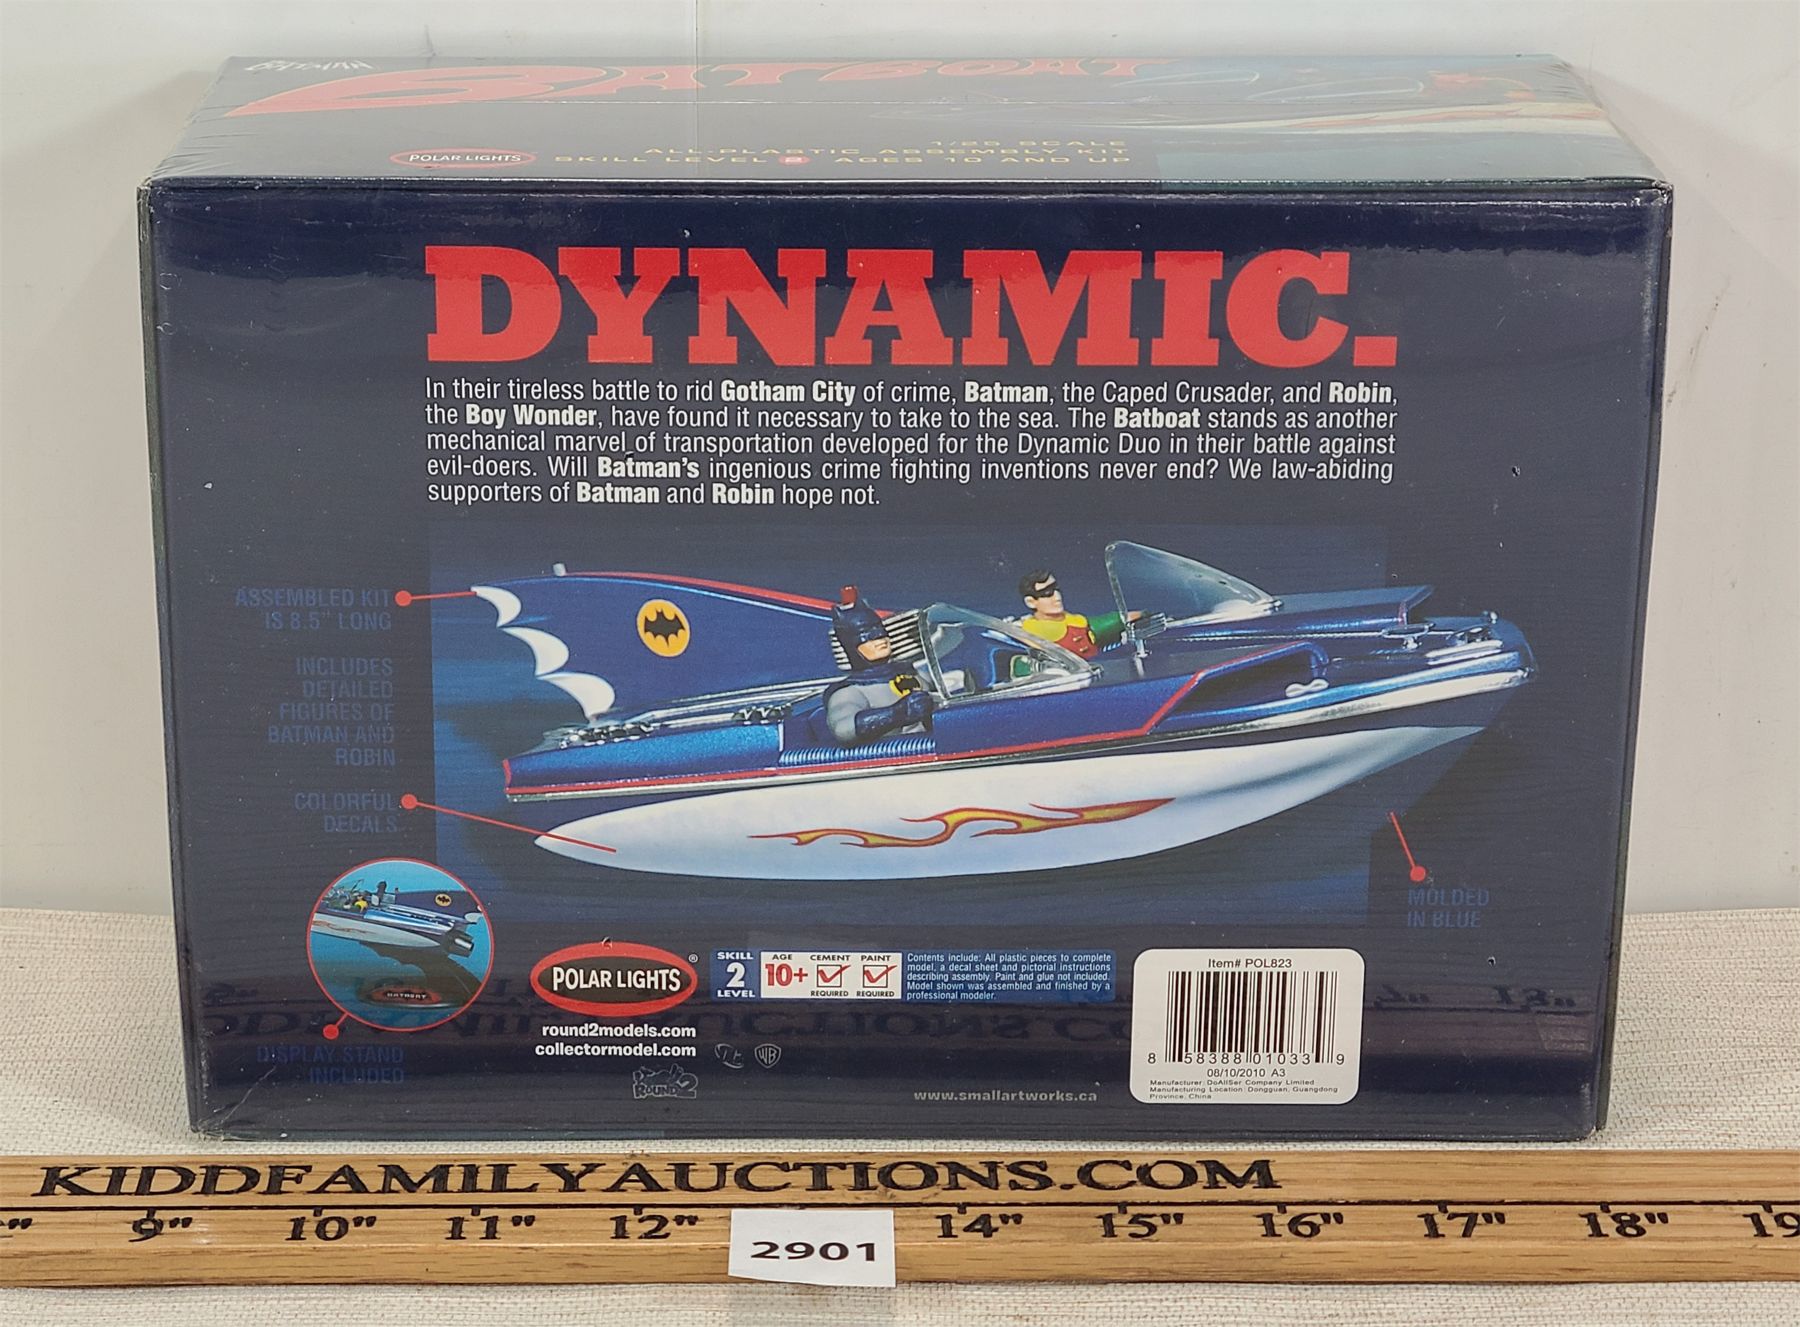 BATMAN
BATBOAT
1/25 SCALE
ALL-PLASTIC ASSEMBLY KIT
POLAR LIGHTS
SKILL LEVEL 2 AGES 10 AND UP
DYNAMIC.
In their tireless battle to rid Gotham City of crime, Batman, the Caped Crusader, and Robin,
the Boy Wonder, have found it necessary to take to the sea. The Batboat stands as another
mechanical marvel of transportation developed for the Dynamic Duo in their battle against
evil-doers. Will Batman's ingenious crime fighting inventions never end? We law-abiding
supporters of Batman and Robin hope not.
ASSEMBLED KIT
IS 8.5" LONG
INCLUDES
DETAILED
FIGURES OF
BATMAN AND
ROBIN
COLORFUL
DECALS
MOLDED
IN BLUE
BATBOAT
DISPLAY STAND
INCLUDED
POLAR LIGHTS®
round2models.com
collectormodel.com
WB
ROUND 2
SKILL
2
LEVEL
AGE
10+
CEMENT
REQUIRED
PAINT
REQUIRED
Contents include: All plastic pieces to complete
model, a decal sheet and pictorial instructions
describing assembly. Paint and glue not included.
Model shown was assembled and finished by a
professional modeler.
www.smallartworks.ca
Item# POL823
8 58388 01033 9
08/10/2010 A3
Manufacturer: DoAllSer Company Limited
Manufacturing Location: Dongguan, Guangdong
Province, China
KIDDFAMILYAUCTIONS.COM
9" 10" 11" 12" 14" 15" 16" 17" 18" 19
2901